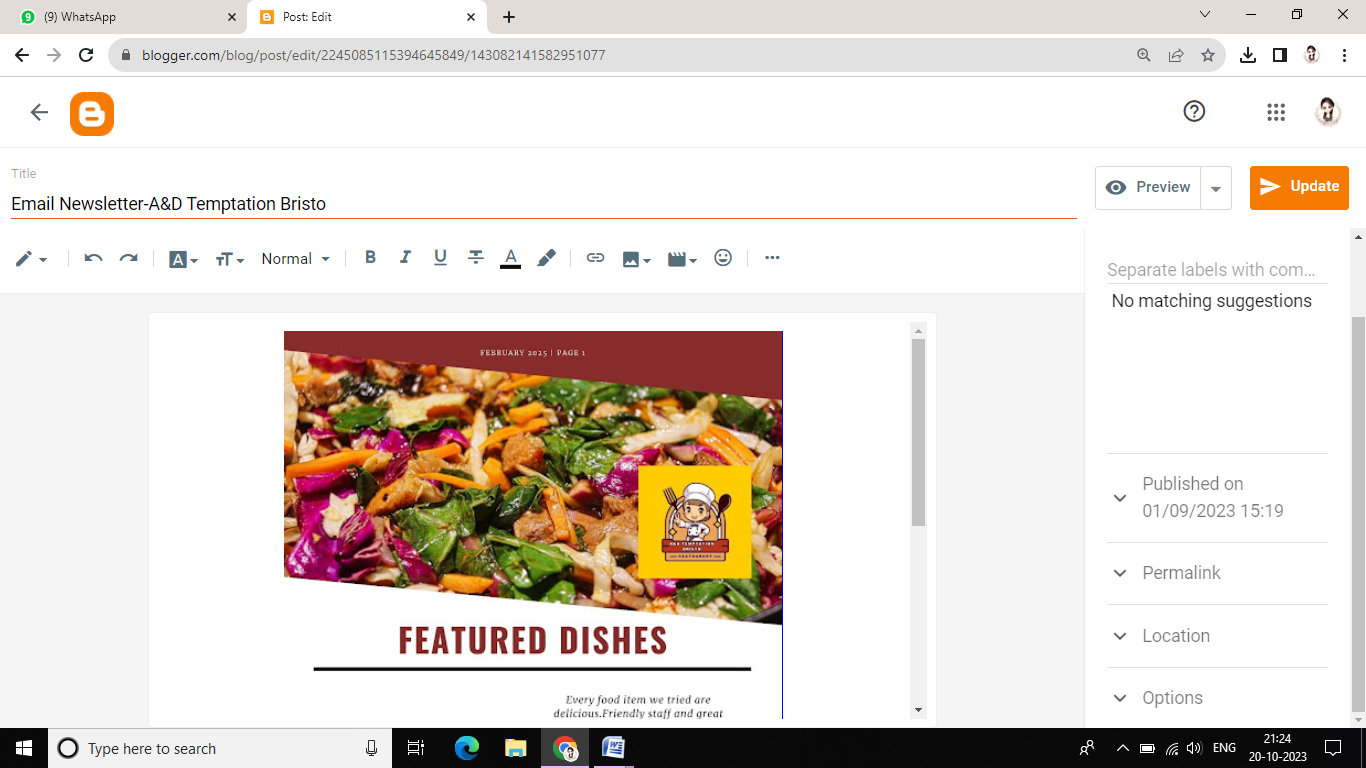 (9) WhatsApp
Post: Edit
blogger.com/blog/post/edit/2245085115394645849/143082141582951077
Title
Email Newsletter-A&D Temptation Bristo
Preview
Update
Normal
B
I
U
A
Separate labels with com...
No matching suggestions
FEBRUARY 2025 | PAGE 1
A&D TEMPTATION
BRISTO
RESTAURANT
FEATURED DISHES
Every food item we tried are
delicious.Friendly staff and great
Published on
01/09/2023 15:19
Permalink
Location
Options
Type here to search
ENG
21:24
20-10-2023